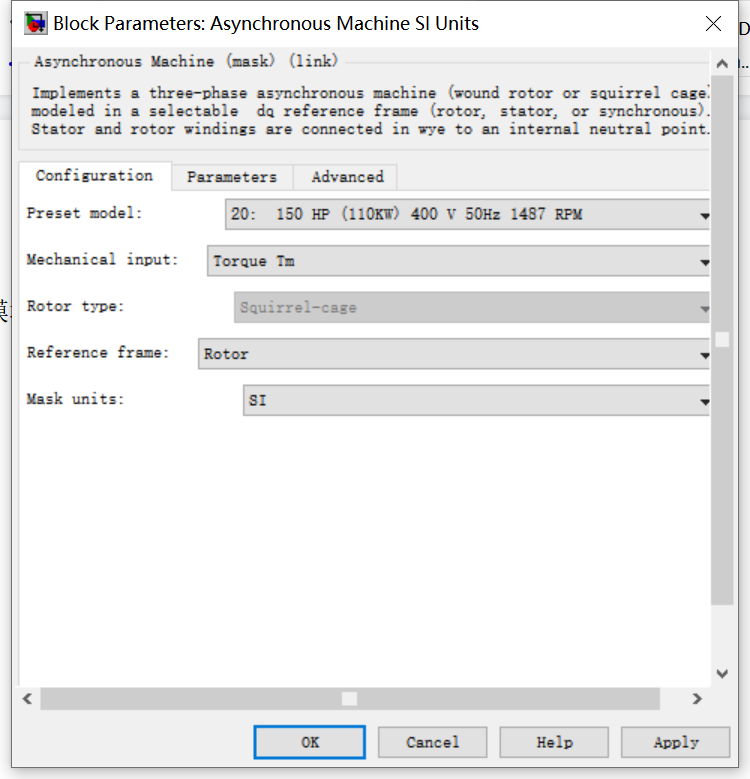 Block Parameters: Asynchronous Machine SI Units
Asynchronous Machine (mask) (link)
Implements a three-phase asynchronous machine (wound rotor or squirrel cage)
modeled in a selectable dq reference frame (rotor, stator, or synchronous).
Stator and rotor windings are connected in wye to an internal neutral point.
Configuration
Parameters
Advanced
Preset model:
20: 150 HP (110KW) 400 V 50Hz 1487 RPM
Mechanical input:
Torque Tm
Rotor type:
Squirrel-cage
Reference frame:
Rotor
Mask units:
SI
OK
Cancel
Help
Apply